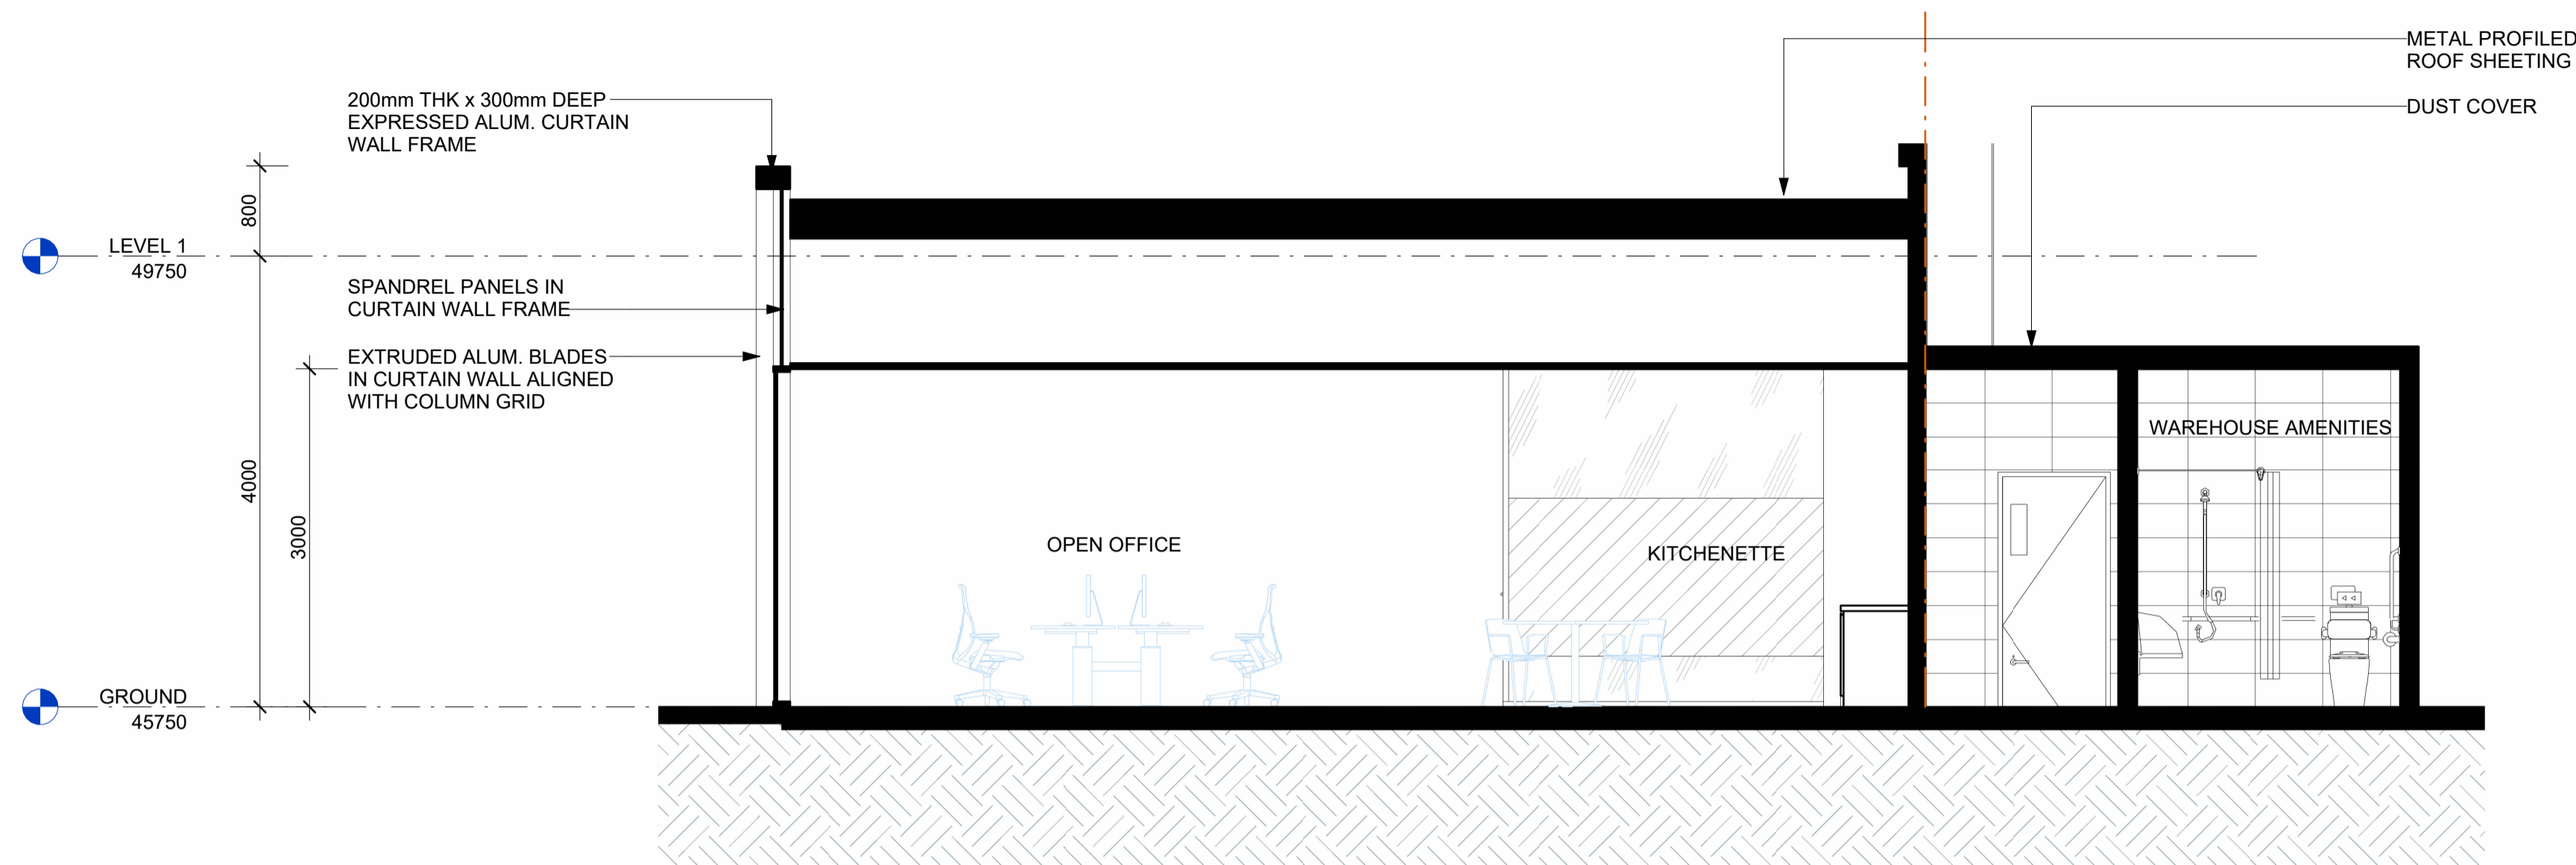 METAL PROFILED
ROOF SHEETING
200mm THK x 300mm DEEP
EXPRESSED ALUM. CURTAIN
WALL FRAME
DUST COVER
800
LEVEL 1
49750
SPANDREL PANELS IN
CURTAIN WALL FRAME
EXTRUDED ALUM. BLADES
IN CURTAIN WALL ALIGNED
WITH COLUMN GRID
WAREHOUSE AMENITIES
4000
3000
OPEN OFFICE
KITCHENETTE
GROUND
45750